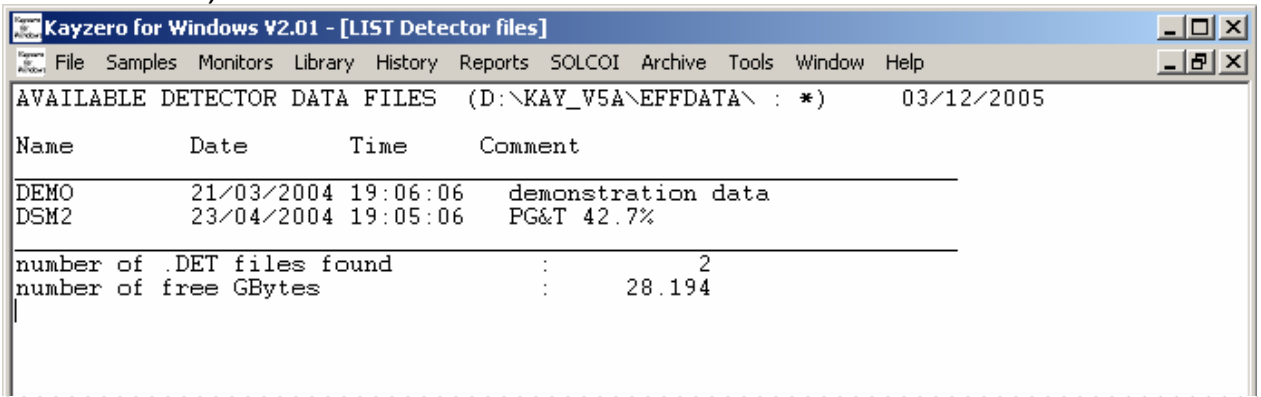 Kayzero for Windows V2.01 - [LIST Detector files]
File Samples Monitors Library History Reports SOLCOI Archive Tools Window Help
AVAILABLE DETECTOR DATA FILES (D:\KAY_V5A\EFFDATA\ : *) 03/12/2005
Name Date Time Comment
DEMO 21/03/2004 19:06:06 demonstration data
DSM2 23/04/2004 19:05:06 PG&T 42.7%
number of .DET files found : 2
number of free GBytes : 28.194